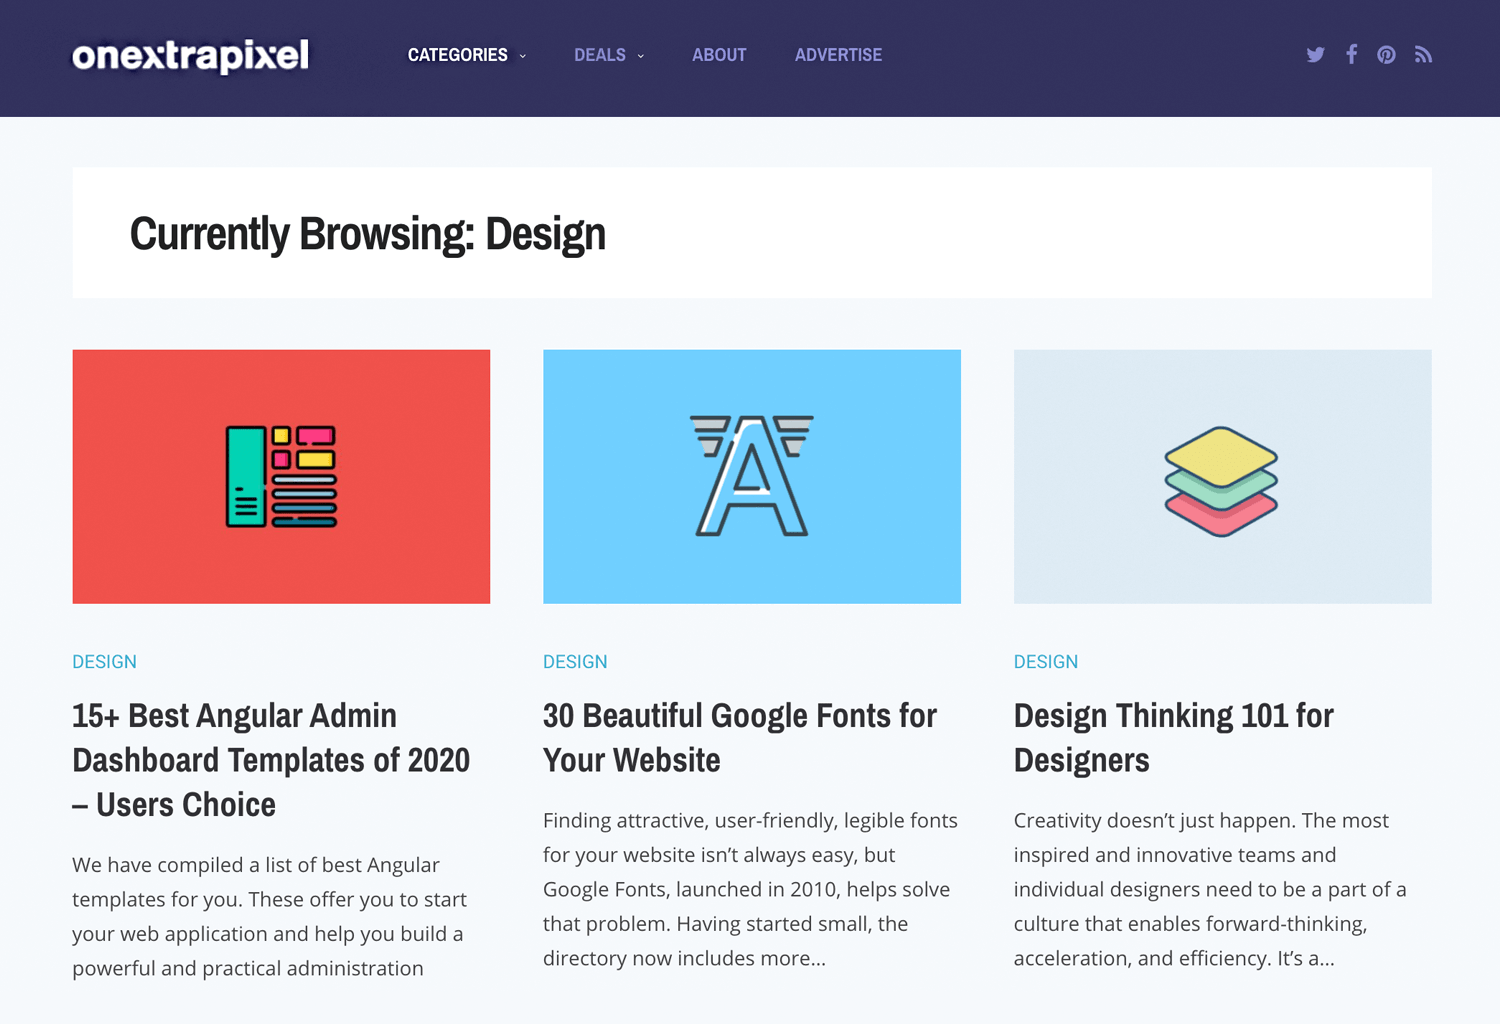 onextrapixel
CATEGORIES
DEALS
ABOUT
ADVERTISE
Currently Browsing: Design
DESIGN
15+ Best Angular Admin
Dashboard Templates of 2020
– Users Choice
We have compiled a list of best Angular
templates for you. These offer you to start
your web application and help you build a
powerful and practical administration
DESIGN
30 Beautiful Google Fonts for
Your Website
Finding attractive, user-friendly, legible fonts
for your website isn’t always easy, but
Google Fonts, launched in 2010, helps solve
that problem. Having started small, the
directory now includes more...
DESIGN
Design Thinking 101 for
Designers
Creativity doesn’t just happen. The most
inspired and innovative teams and
individual designers need to be a part of a
culture that enables forward-thinking,
acceleration, and efficiency. It’s a...